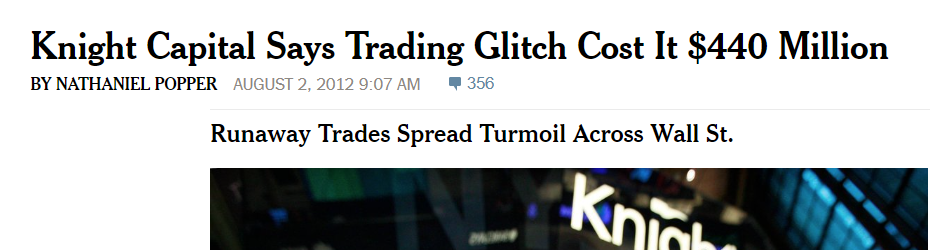 Knight Capital Says Trading Glitch Cost It $440 Million
BY NATHANIEL POPPER AUGUST 2, 2012 9:07 AM 356
Runaway Trades Spread Turmoil Across Wall St.
Knight